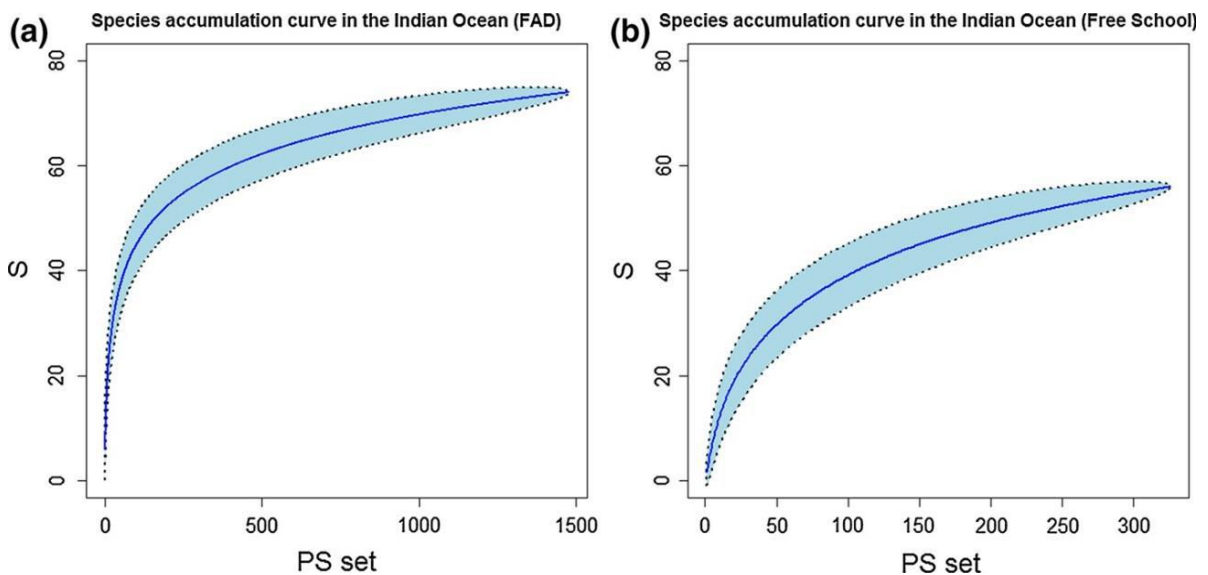 (a) Species accumulation curve in the Indian Ocean (FAD)
80
60
40
20
0
S
0 500 1000 1500
PS set
(b) Species accumulation curve in the Indian Ocean (Free School)
80
60
40
20
0
S
0 50 100 150 200 250 300
PS set